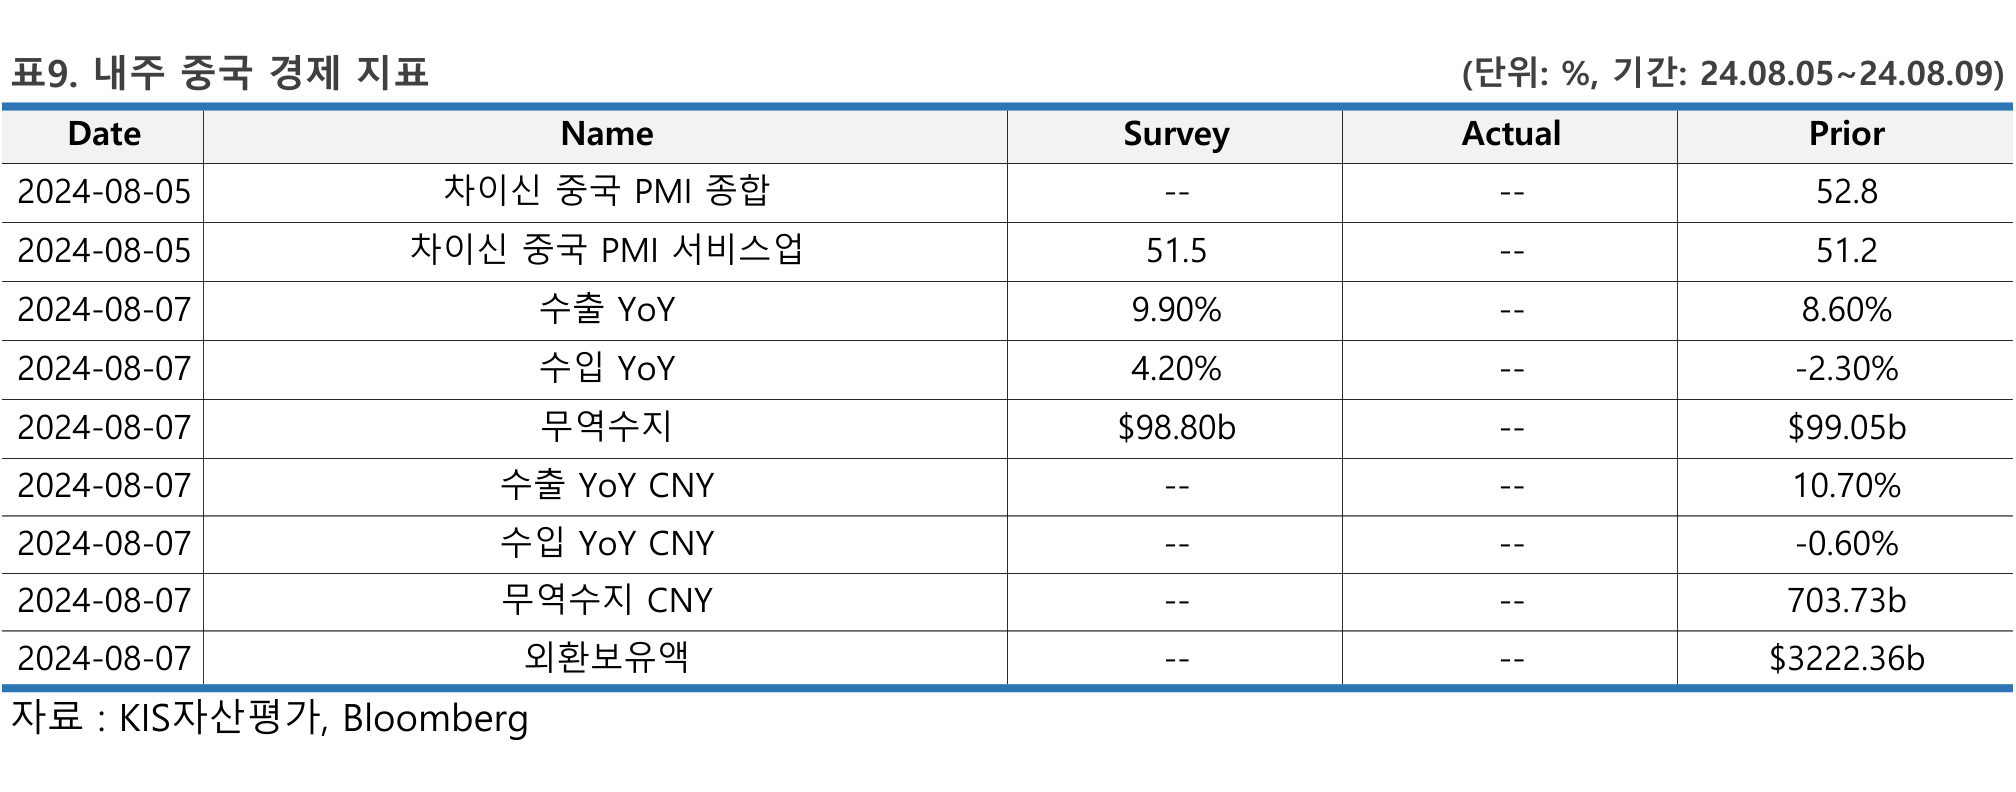 표9. 내주 중국 경제 지표 (단위: %, 기간: 24.08.05~24.08.09)
Date Name Survey Actual Prior
2024-08-05 차이신 중국 PMI 종합 -- -- 52.8
2024-08-05 차이신 중국 PMI 서비스업 51.5 -- 51.2
2024-08-07 수출 YoY 9.90% -- 8.60%
2024-08-07 수입 YoY 4.20% -- -2.30%
2024-08-07 무역수지 $98.80b -- $99.05b
2024-08-07 수출 YoY CNY -- -- 10.70%
2024-08-07 수입 YoY CNY -- -- -0.60%
2024-08-07 무역수지 CNY -- -- 703.73b
2024-08-07 외환보유액 -- -- $3222.36b
자료 : KIS자산평가, Bloomberg